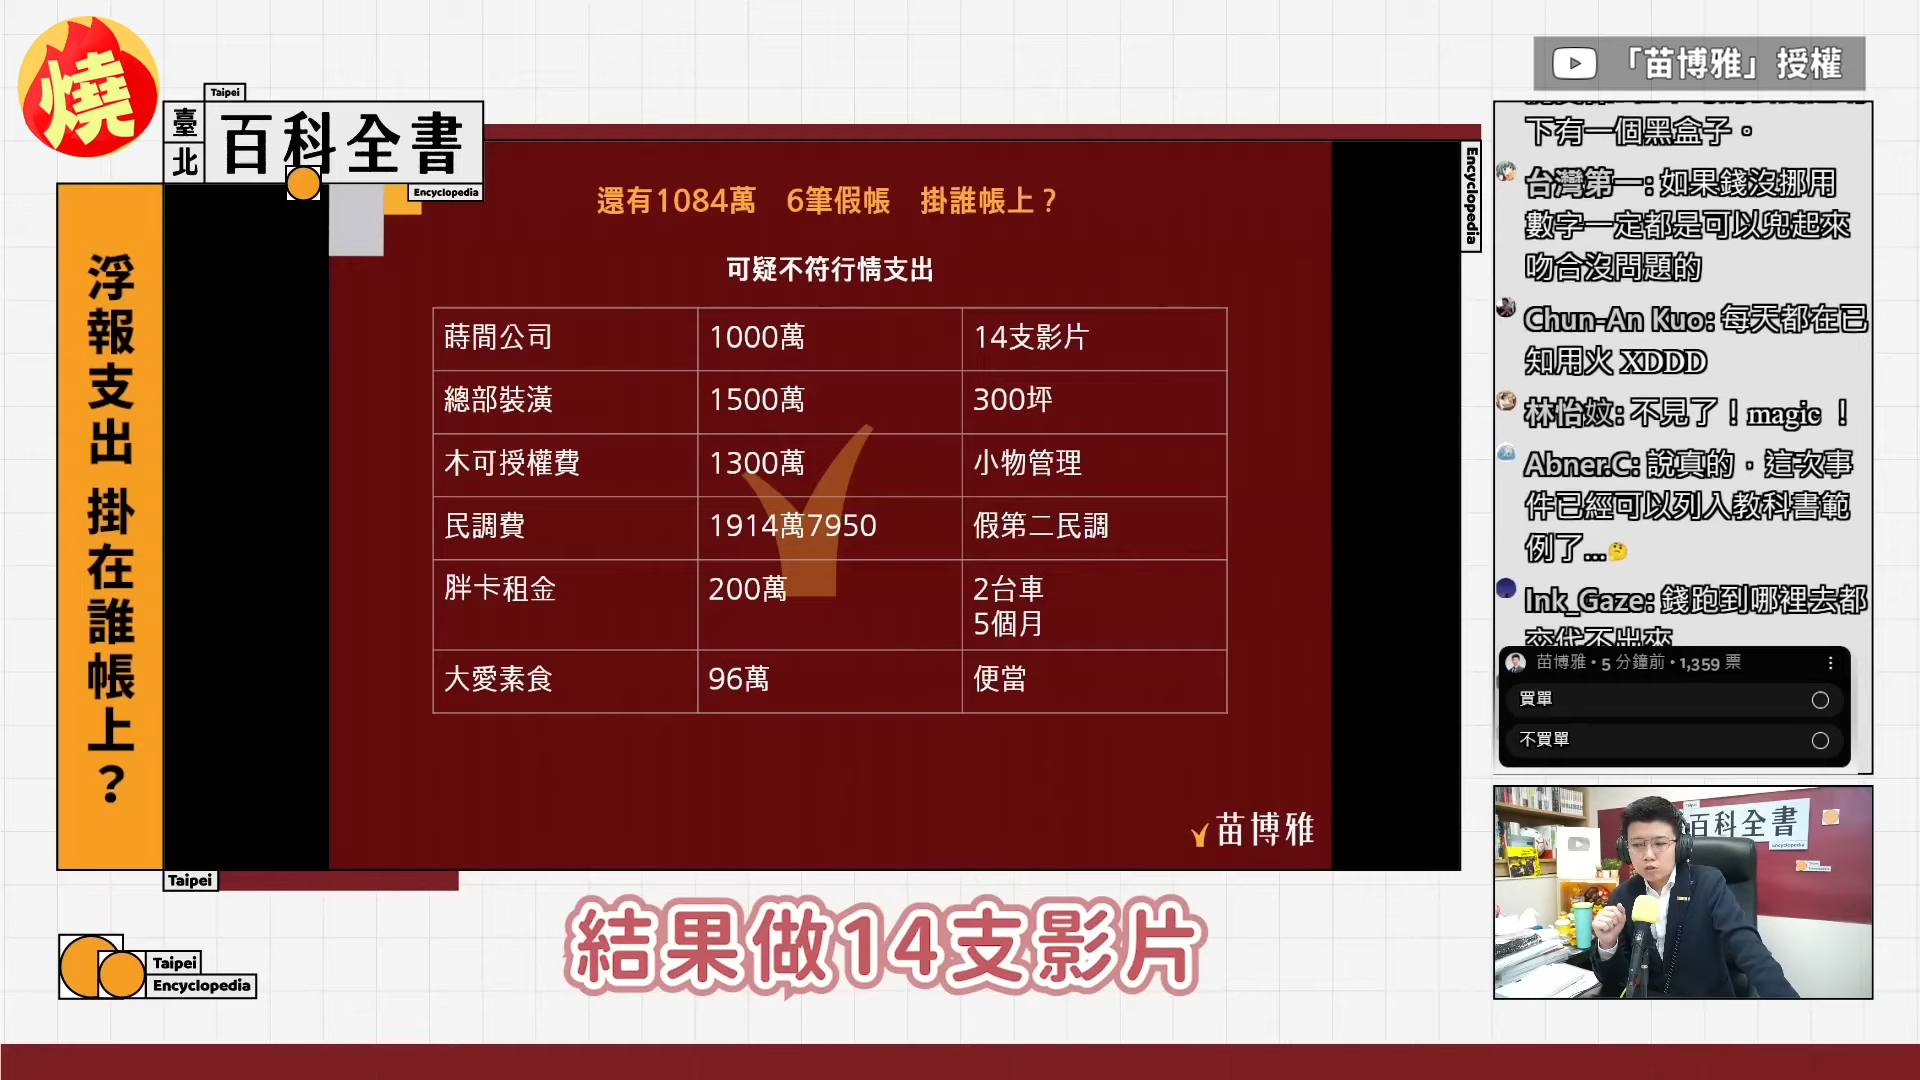 燒
「苗博雅」授權
Taipei
臺北
百科全書
Encyclopedia
Encyclopedia
浮報支出 掛在誰帳上？
還有1084萬 6筆假帳 掛誰帳上？
可疑不符行情支出
蒔間公司 1000萬 14支影片
總部裝潢 1500萬 300坪
木可授權費 1300萬 小物管理
民調費 1914萬7950 假第二民調
胖卡租金 200萬 2台車
5個月
大愛素食 96萬 便當
苗博雅
Taipei
下有一個黑盒子。
台灣第一: 如果錢沒挪用
數字一定都是可以兜起來
吻合沒問題的
Chun-An Kuo: 每天都在已
知用火 XDDD
林怡妏: 不見了！magic ！
Abner.C: 說真的，這次事
件已經可以列入教科書範
例了...🤔
Ink_Gaze: 錢跑到哪裡去都
交代不出來
苗博雅 • 5 分鐘前 • 1,359 票
買單
不買單
百科全書
Encyclopedia
結果做14支影片
Taipei
Encyclopedia